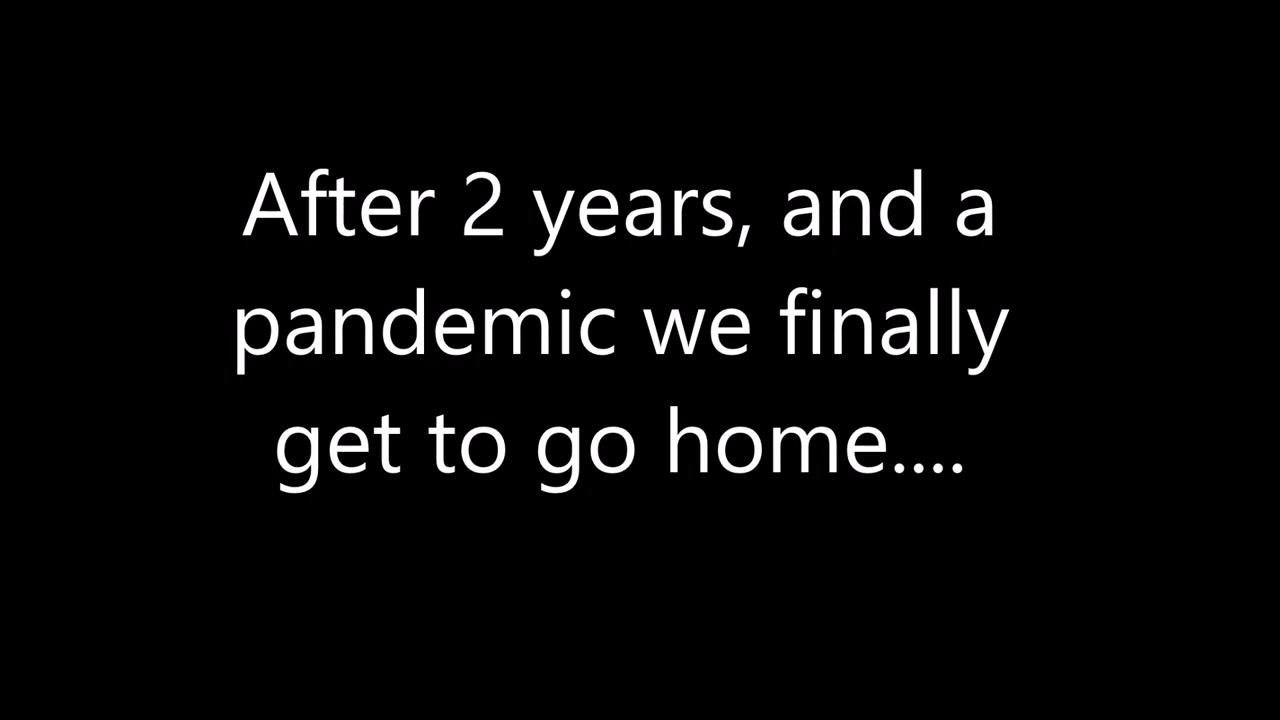 After 2 years, and a
pandemic we finally
get to go home....